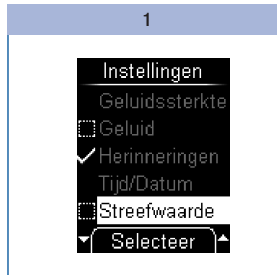 1
Instellingen
Geluidssterkte
Geluid
Herinneringen
Tijd/Datum
Streefwaarde
Selecteer